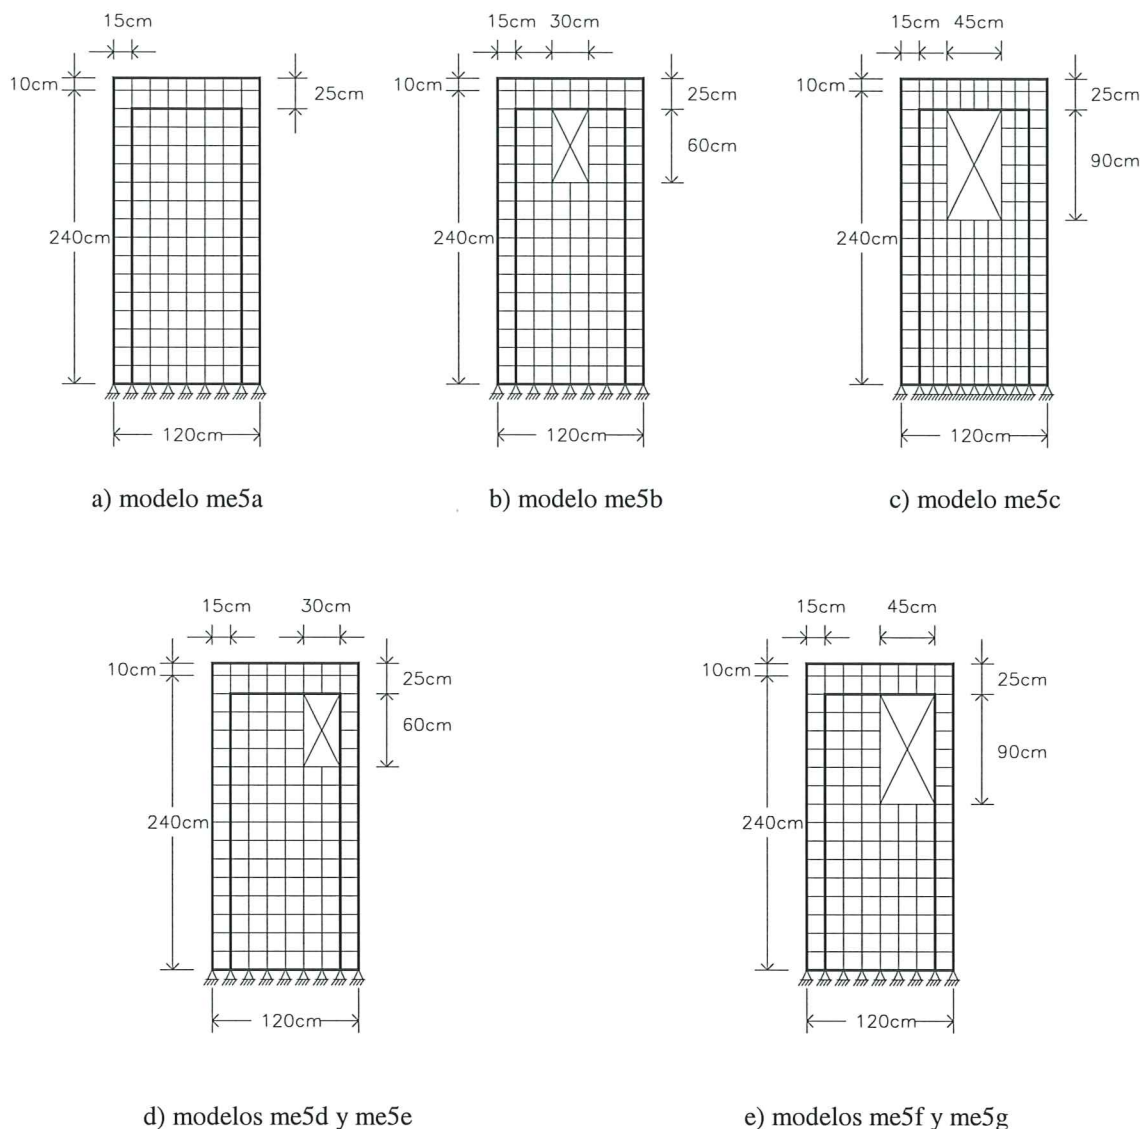 15cm
10cm
25cm
240cm
120cm
a) modelo me5a
15cm 30cm
10cm
25cm
60cm
240cm
120cm
b) modelo me5b
15cm 45cm
10cm
25cm
90cm
240cm
120cm
c) modelo me5c
15cm 30cm
10cm
25cm
60cm
240cm
120cm
d) modelos me5d y me5e
15cm 45cm
10cm
25cm
90cm
240cm
120cm
e) modelos me5f y me5g